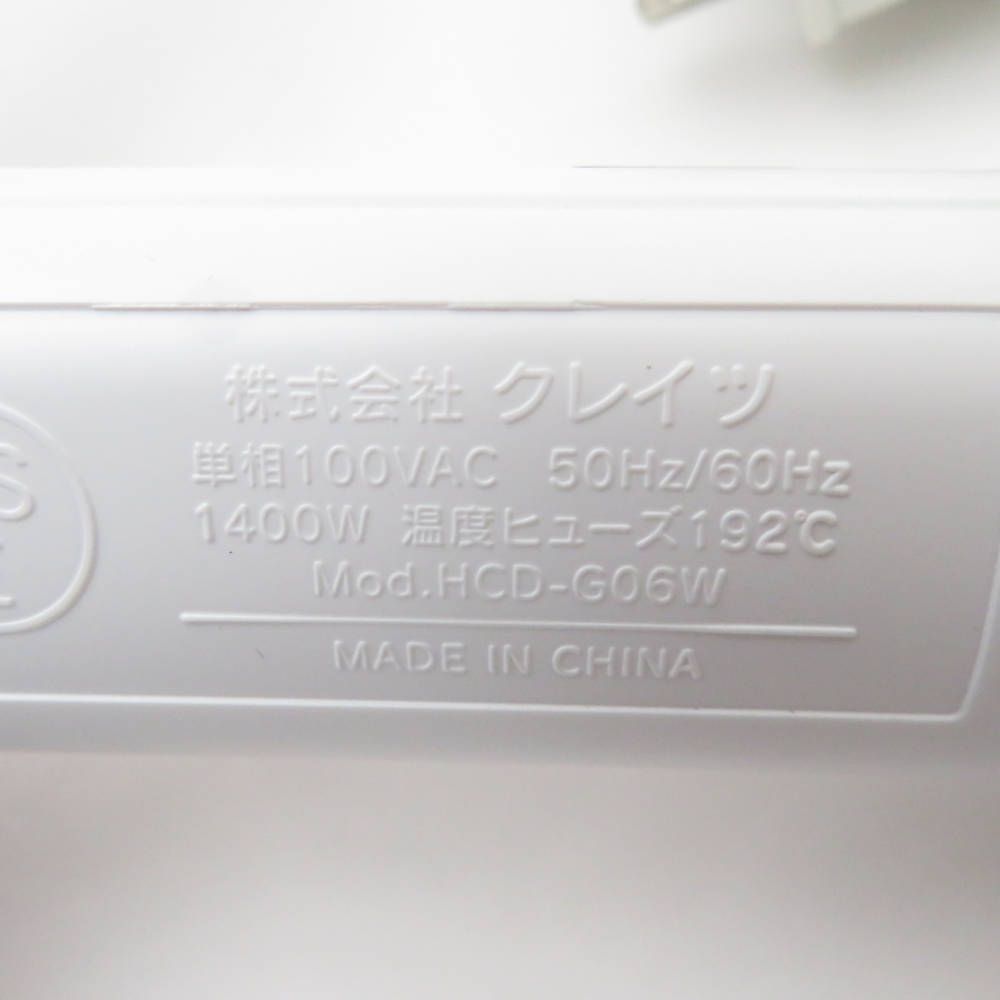 株式会社 クレイツ
単相100VAC 50Hz/60Hz
1400W 温度ヒューズ192℃
Mod.HCD-G06W
MADE IN CHINA